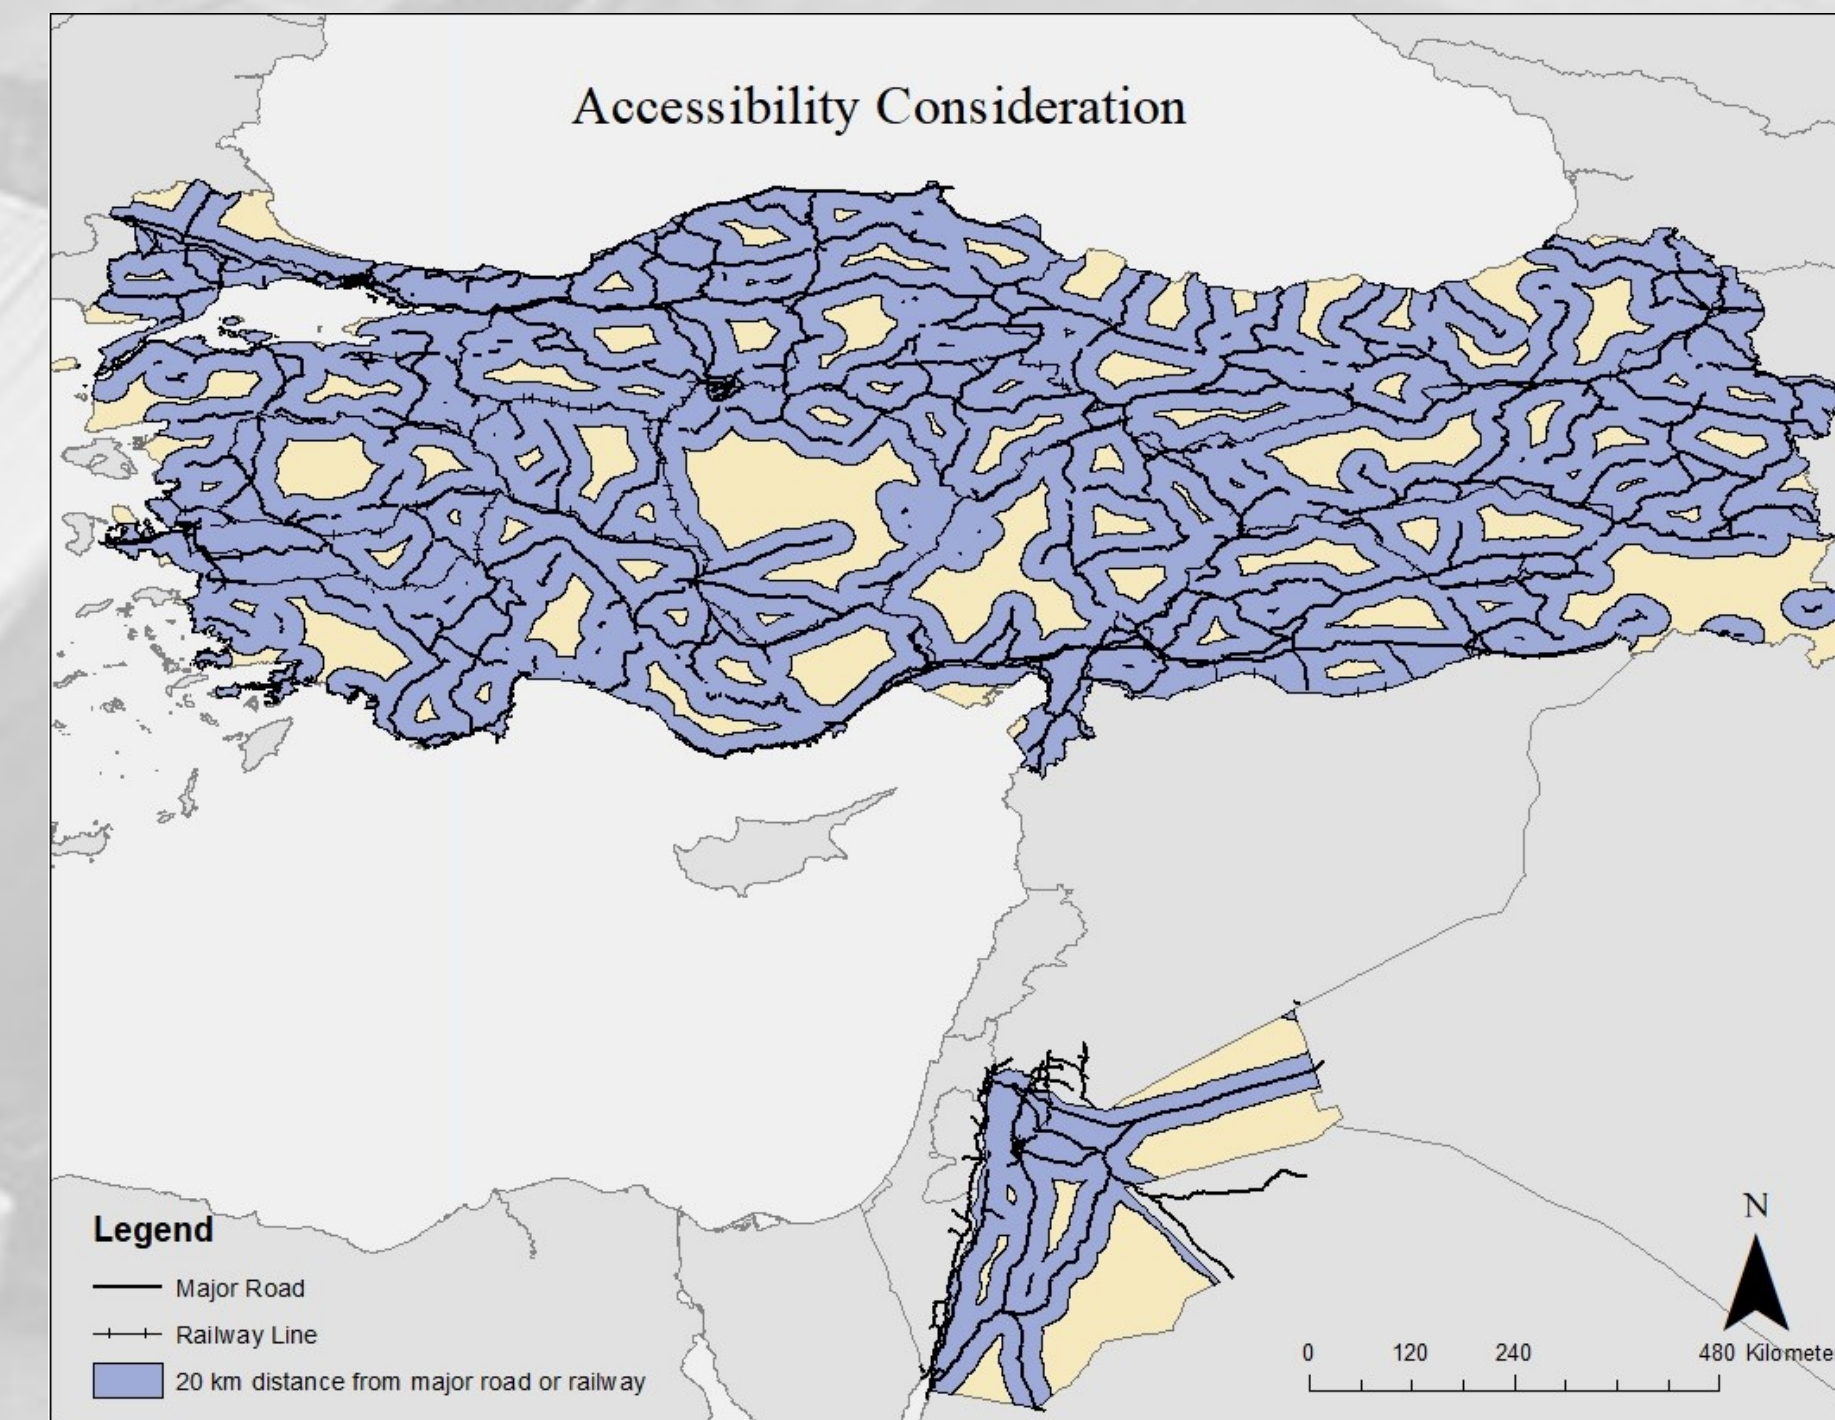 Accessibility Consideration
N
Legend
Major Road
Railway Line
20 km distance from major road or railway
0 120 240 480 Kilomete